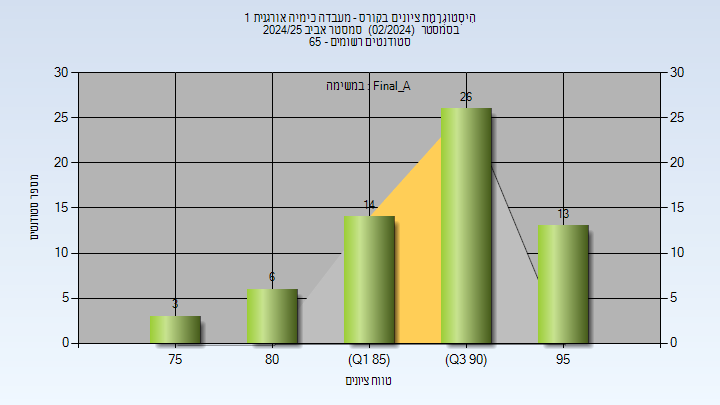 היסטוגרמת ציונים בקורס - מעבדה כימיה אורגנית 1
בסמסטר (02/2024) סמסטר אביב 2024/25
סטודנטים רשומים - 65
במשימה : Final_A
30 30
25 25
20 20
15 15
10 10
5 5
0 0
3 6 14 26 13
75 80 (Q1 85) (Q3 90) 95
מספר סטודנטים
טווח ציונים